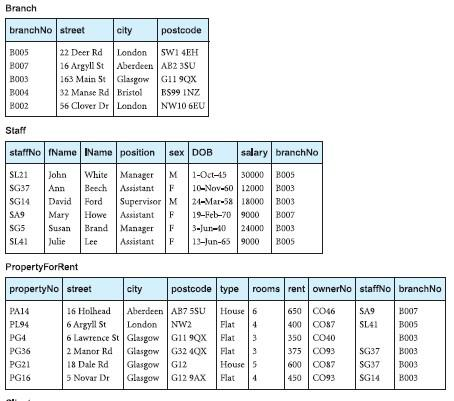 Branch
branchNo street city postcode
B005 22 Deer Rd London SW1 4EH
B007 16 Argyll St Aberdeen AB2 3SU
B003 163 Main St Glasgow G11 9QX
B004 32 Manse Rd Bristol BS99 1NZ
B002 56 Clover Dr London NW10 6EU
Staff
staffNo fName lName position sex DOB salary branchNo
SL21 John White Manager M 1-Oct-45 30000 B005
SG37 Ann Beech Assistant F 10-Nov-60 12000 B003
SG14 David Ford Supervisor M 24-Mar-58 18000 B003
SA9 Mary Howe Assistant F 19-Feb-70 9000 B007
SG5 Susan Brand Manager F 3-Jun-40 24000 B003
SL41 Julie Lee Assistant F 13-Jun-65 9000 B005
PropertyForRent
propertyNo street city postcode type rooms rent ownerNo staffNo branchNo
PA14 16 Holhead Aberdeen AB7 5SU House 6 650 CO46 SA9 B007
PL94 6 Argyll St London NW2 Flat 4 400 CO87 SL41 B005
PG4 6 Lawrence St Glasgow G11 9QX Flat 3 350 CO40 B003
PG36 2 Manor Rd Glasgow G32 4QX Flat 3 375 CO93 SG37 B003
PG21 18 Dale Rd Glasgow G12 House 5 600 CO87 SG37 B003
PG16 5 Novar Dr Glasgow G12 9AX Flat 4 450 CO93 SG14 B003